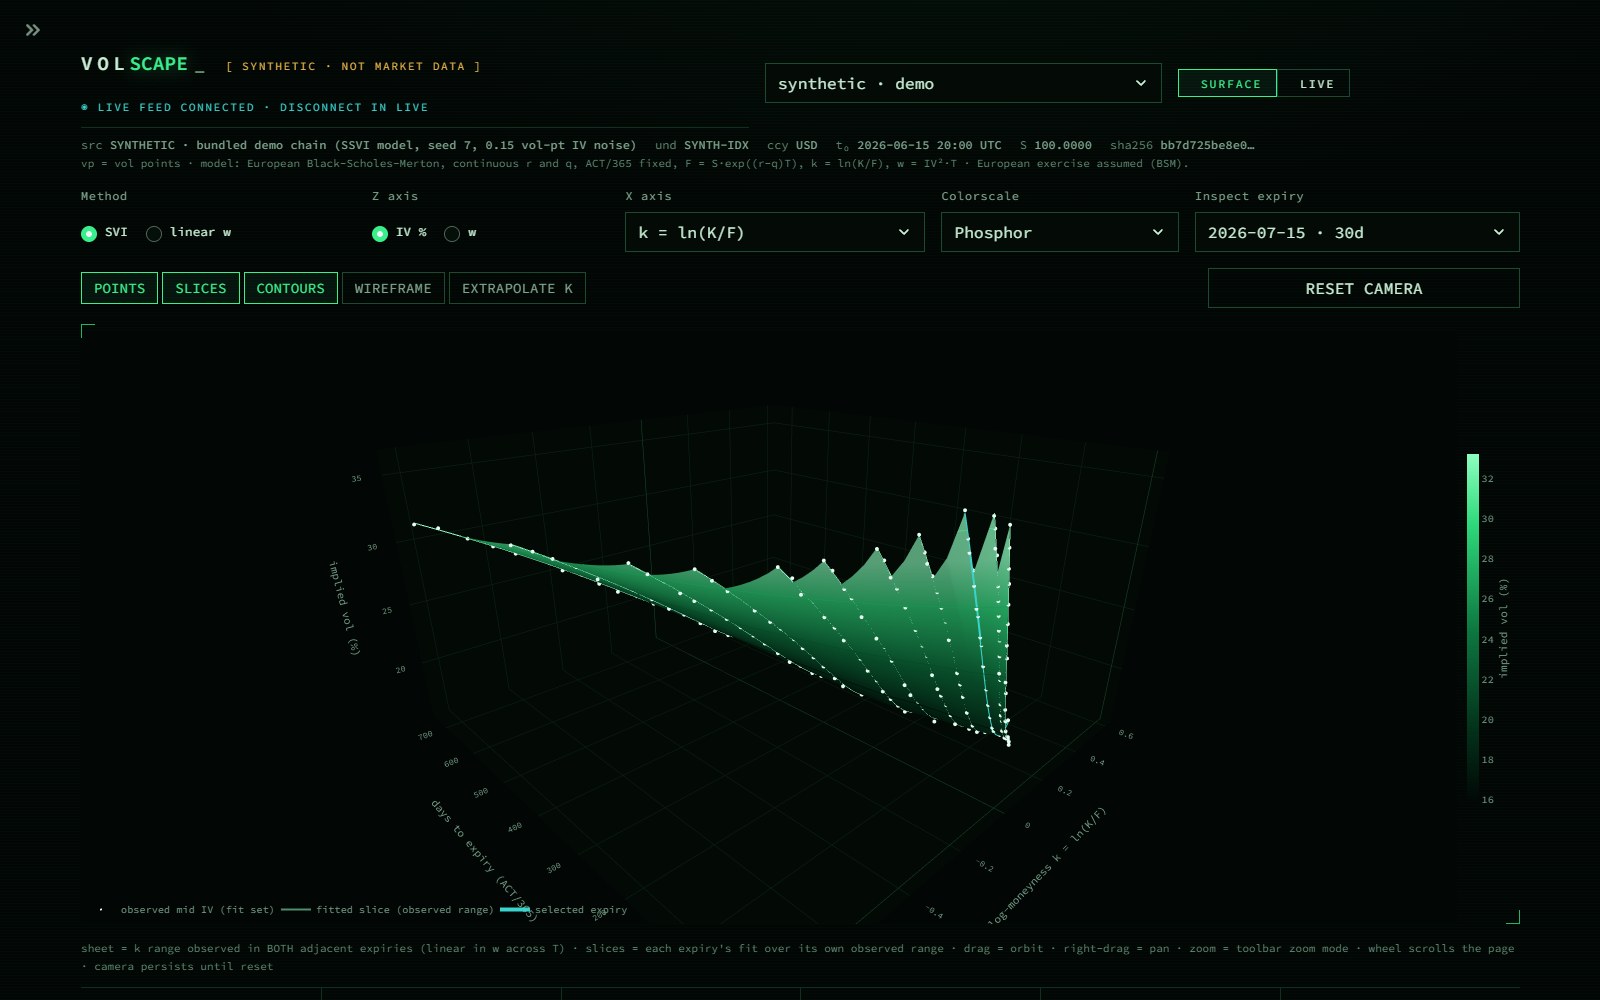 »
VOLSCAPE_ [ SYNTHETIC · NOT MARKET DATA ]
synthetic · demo
SURFACE LIVE
◉ LIVE FEED CONNECTED · DISCONNECT IN LIVE
src SYNTHETIC · bundled demo chain (SSVI model, seed 7, 0.15 vol-pt IV noise) und SYNTH-IDX ccy USD t₀ 2026-06-15 20:00 UTC S 100.0000 sha256 bb7d725be8e0…
vp = vol points · model: European Black-Scholes-Merton, continuous r and q, ACT/365 fixed, F = S·exp((r-q)T), k = ln(K/F), w = IV²·T · European exercise assumed (BSM).
Method Z axis X axis Colorscale Inspect expiry
SVI linear w IV % w k = ln(K/F) Phosphor 2026-07-15 · 30d
POINTS SLICES CONTOURS WIREFRAME EXTRAPOLATE K RESET CAMERA
35
30
25
20
implied vol (%)
700
600
500
400
300
200
days to expiry (ACT/365)
0.6
0.4
0.2
0
-0.2
-0.4
log-moneyness k = ln(K/F)
32
30
28
26
24
22
20
18
16
implied vol (%)
observed mid IV (fit set) fitted slice (observed range) selected expiry
sheet = k range observed in BOTH adjacent expiries (linear in w across T) · slices = each expiry's fit over its own observed range · drag = orbit · right-drag = pan · zoom = toolbar zoom mode · wheel scrolls the page
· camera persists until reset